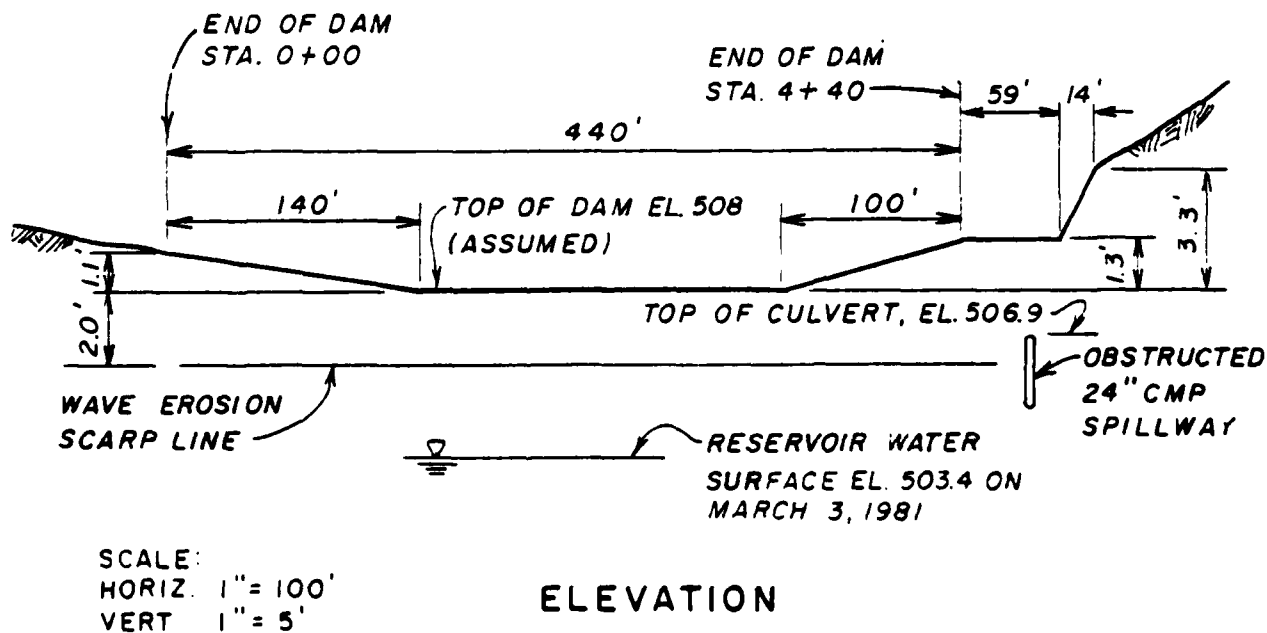 END OF DAM
STA. 0+00
END OF DAM
STA. 4+40
59'
14'
440'
140'
TOP OF DAM EL. 508
(ASSUMED)
100'
3.3'
1.1'
1.3'
2.0'
TOP OF CULVERT, EL. 506.9
OBSTRUCTED
24" CMP
SPILLWAY
WAVE EROSION
SCARP LINE
RESERVOIR WATER
SURFACE EL. 503.4 ON
MARCH 3, 1981
SCALE:
HORIZ. 1" = 100'
VERT 1" = 5'
ELEVATION